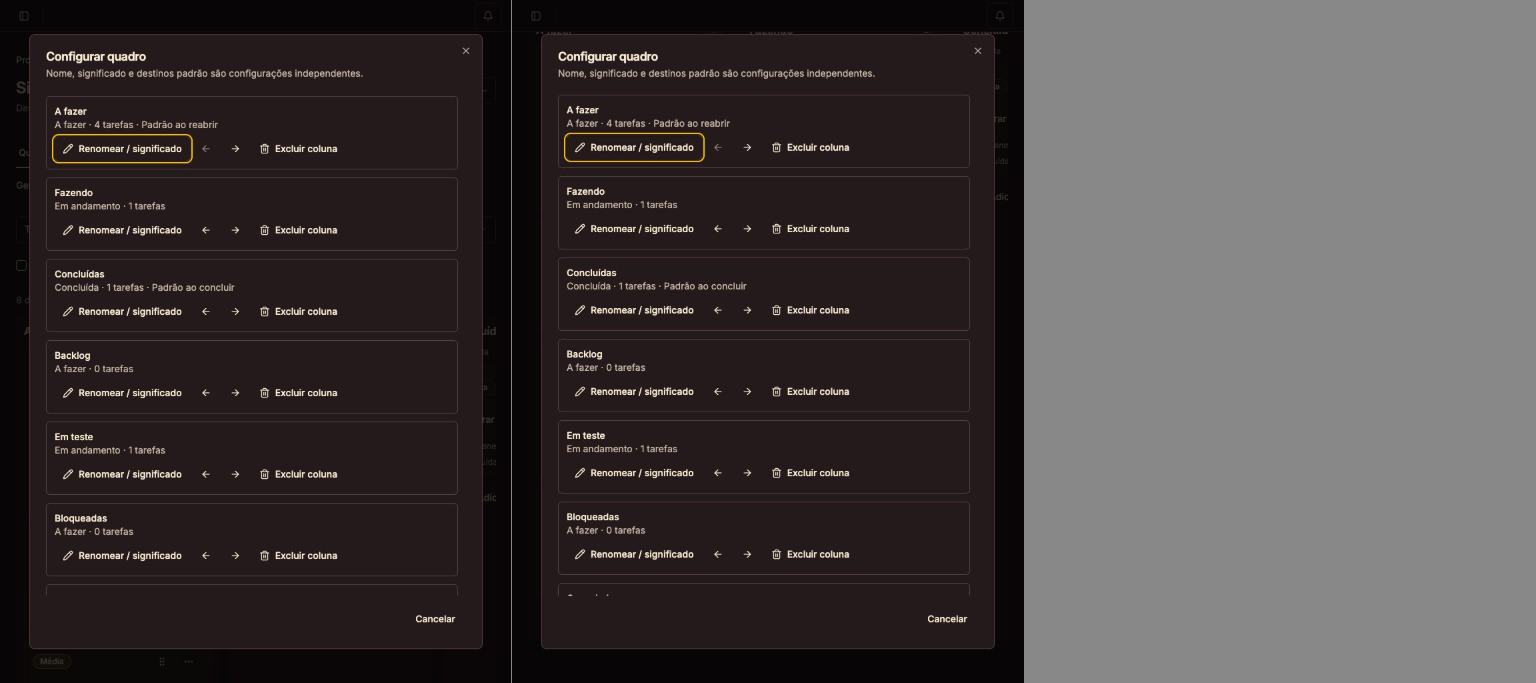 Configurar quadro
Nome, significado e destinos padrão são configurações independentes.
A fazer
A fazer · 4 tarefas · Padrão ao reabrir
Renomear / significado ← → Excluir coluna
Fazendo
Em andamento · 1 tarefas
Renomear / significado ← → Excluir coluna
Concluídas
Concluída · 1 tarefas · Padrão ao concluir
Renomear / significado ← → Excluir coluna
Backlog
A fazer · 0 tarefas
Renomear / significado ← → Excluir coluna
Em teste
Em andamento · 1 tarefas
Renomear / significado ← → Excluir coluna
Bloqueadas
A fazer · 0 tarefas
Renomear / significado ← → Excluir coluna
Cancelar
Média
Configurar quadro
Nome, significado e destinos padrão são configurações independentes.
A fazer
A fazer · 4 tarefas · Padrão ao reabrir
Renomear / significado ← → Excluir coluna
Fazendo
Em andamento · 1 tarefas
Renomear / significado ← → Excluir coluna
Concluídas
Concluída · 1 tarefas · Padrão ao concluir
Renomear / significado ← → Excluir coluna
Backlog
A fazer · 0 tarefas
Renomear / significado ← → Excluir coluna
Em teste
Em andamento · 1 tarefas
Renomear / significado ← → Excluir coluna
Bloqueadas
A fazer · 0 tarefas
Renomear / significado ← → Excluir coluna
Cancelar